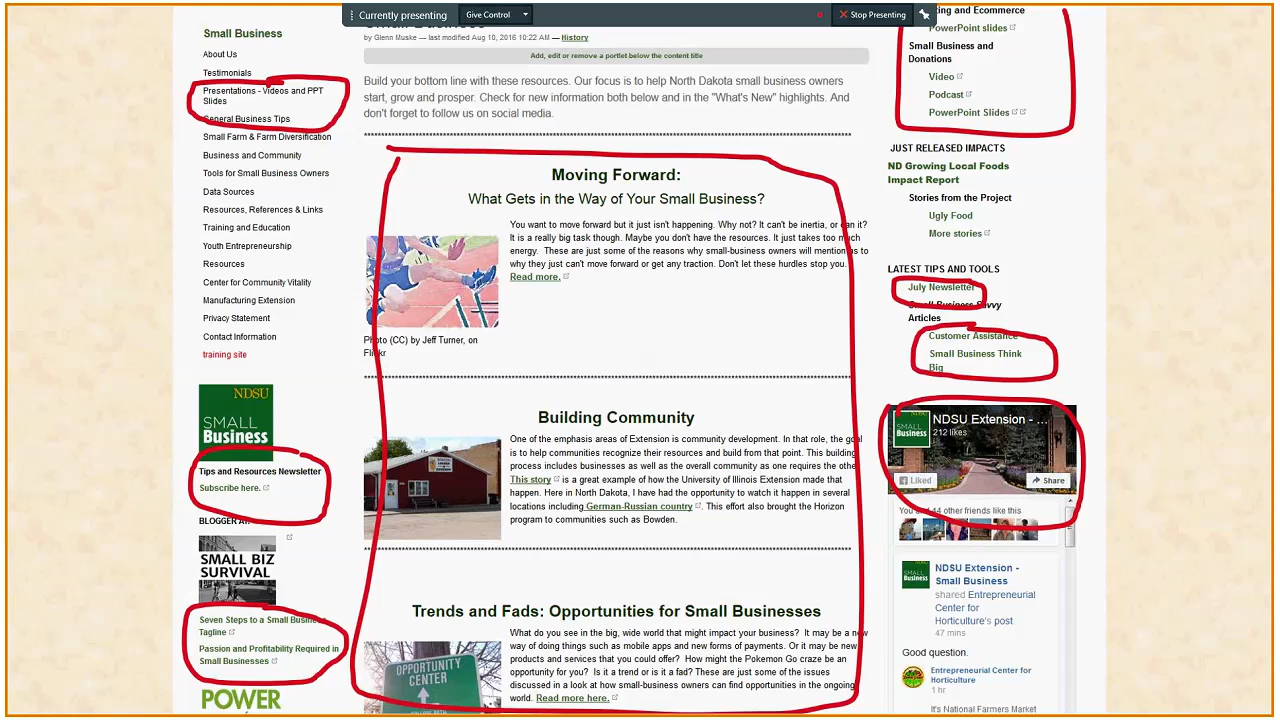 Currently presenting
Give Control
Stop Presenting
Small Business
About Us
Testimonials
Presentations - Videos and PPT
Slides
General Business Tips
Small Farm & Farm Diversification
Business and Community
Tools for Small Business Owners
Data Sources
Resources, References & Links
Training and Education
Youth Entrepreneurship
Resources
Center for Community Vitality
Manufacturing Extension
Privacy Statement
Contact Information
training site
NDSU
SMALL
Business
Tips and Resources Newsletter
Subscribe here.
BLOGGER AT:
SMALL BIZ
SURVIVAL
Seven Steps to a Small Business
Tagline
Passion and Profitability Required in
Small Businesses
POWER
by Glenn Muske — last modified Aug 10, 2016 10:22 AM — History
Add, edit or remove a portlet below the content title
Build your bottom line with these resources. Our focus is to help North Dakota small business owners
start, grow and prosper. Check for new information both below and in the "What's New" highlights. And
don't forget to follow us on social media.
Moving Forward:
What Gets in the Way of Your Small Business?
You want to move forward but it just isn't happening. Why not? It can't be inertia, or can it?
It is a really big task though. Maybe you don't have the resources. It just takes too much
energy. These are just some of the reasons why small-business owners will mention as to
why they just can't move forward or get any traction. Don't let these hurdles stop you.
Read more.
Photo (CC) by Jeff Turner, on
Flickr
Building Community
One of the emphasis areas of Extension is community development. In that role, the goal
is to help communities recognize their resources and build from that point. This building
process includes businesses as well as the overall community as one requires the other.
This story is a great example of how the University of Illinois Extension made that
happen. Here in North Dakota, I have had the opportunity to watch it happen in several
locations including German-Russian country. This effort also brought the Horizon
program to communities such as Bowden.
Trends and Fads: Opportunities for Small Businesses
What do you see in the big, wide world that might impact your business? It may be a new
way of doing things such as mobile apps and new forms of payments. Or it may be new
products and services that you could offer? How might the Pokemon Go craze be an
opportunity for you? Is it a trend or is it a fad? These are just some of the issues
discussed in a look at how small-business owners can find opportunities in the ongoing
world. Read more here.
OPPORTUNITY
CENTER
ting and Ecommerce
PowerPoint slides
Small Business and
Donations
Video
Podcast
PowerPoint Slides
JUST RELEASED IMPACTS
ND Growing Local Foods
Impact Report
Stories from the Project
Ugly Food
More stories
LATEST TIPS AND TOOLS
July Newsletter
Small Business Savvy
Articles
Customer Assistance
Small Business Think
Big
NDSU Extension - ...
212 likes
SMALL
Business
Liked
Share
You and 44 other friends like this
SMALL
Business
NDSU Extension -
Small Business
shared Entrepreneurial
Center for
Horticulture's post
47 mins
Good question.
Entrepreneurial Center for
Horticulture
1 hr
It's National Farmers Market